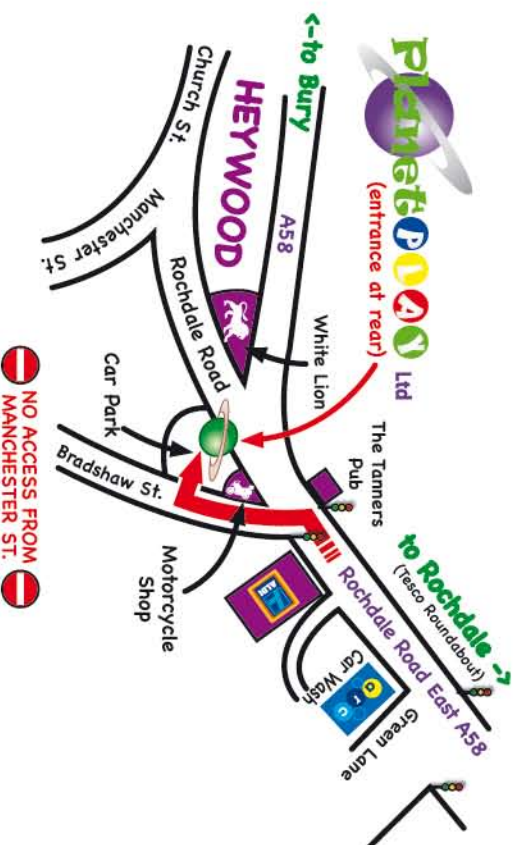 Planet PLAY Ltd
(entrance at rear)
<-to Bury
HEYWOOD
A58
White Lion
Church St.
Manchester St.
Rochdale Road
The Tanners
Pub
to Rochdale ->
(Tesco Roundabout)
Rochdale Road East A58
Car Park
Bradshaw St.
Motorcycle
Shop
ALDI
Car Wash
arc
Green Lane
NO ACCESS FROM
MANCHESTER ST.